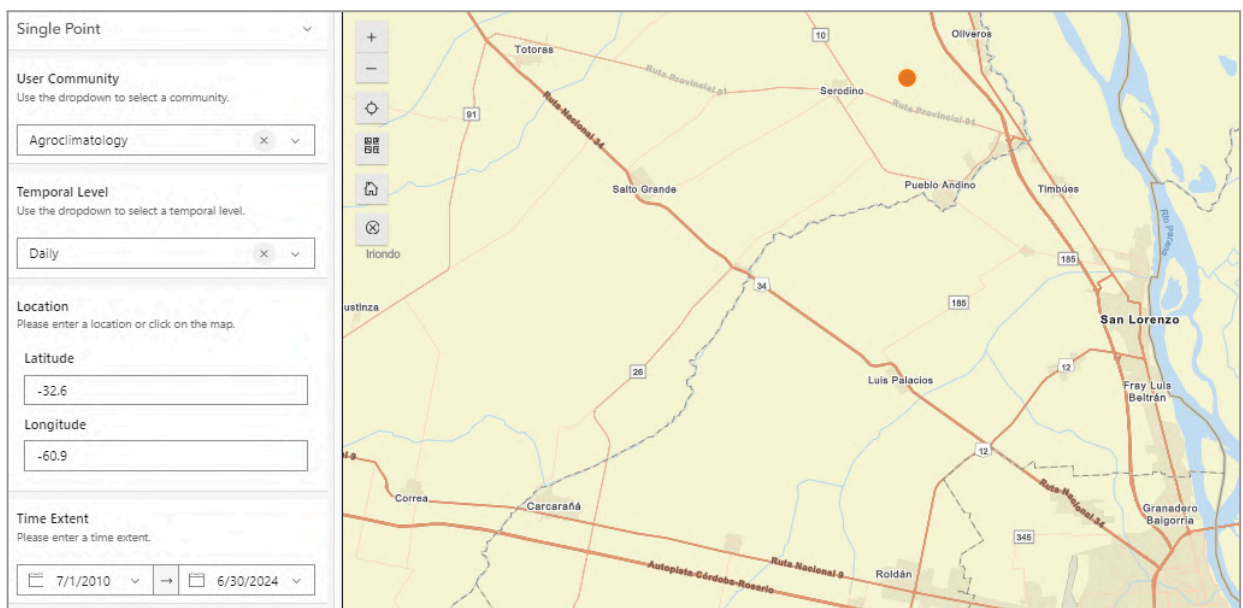 Single Point
User Community
Use the dropdown to select a community.
Agroclimatology
Temporal Level
Use the dropdown to select a temporal level.
Daily
Location
Please enter a location or click on the map.
Latitude
-32.6
Longitude
-60.9
Time Extent
Please enter a time extent.
7/1/2010 → 6/30/2024
+
−
Totoras
10
Oliveros
Ruta Provincial 91
Serodino
Ruta Provincial 91
91
Ruta Nacional 34
Salto Grande
Pueblo Andino
Timbúes
Río Paraná
Iriondo
185
34
ustinza
185
San Lorenzo
26
Luis Palacios
12
Fray Luis
Beltrán
12
al 9
Correa
Carcarañá
Ruta Nacional 34
Granadero
Baigorria
345
Ruta Nacional 9
Autopista Córdoba-Rosario
Roldán